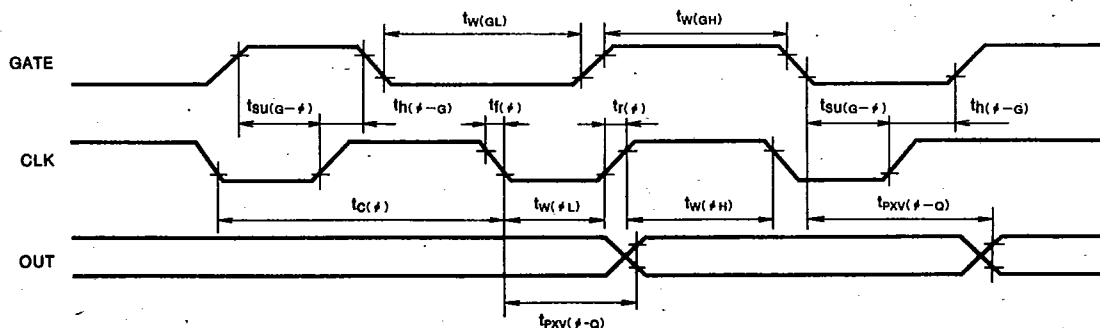 tW(GL)
tW(GH)
GATE
tSU(G-ϕ)
th(ϕ-G)
tf(ϕ)
tr(ϕ)
tSU(G-ϕ)
th(ϕ-G)
CLK
tC(ϕ)
tW(ϕL)
tW(ϕH)
tPXV(ϕ-Q)
OUT
tPXV(ϕ-Q)